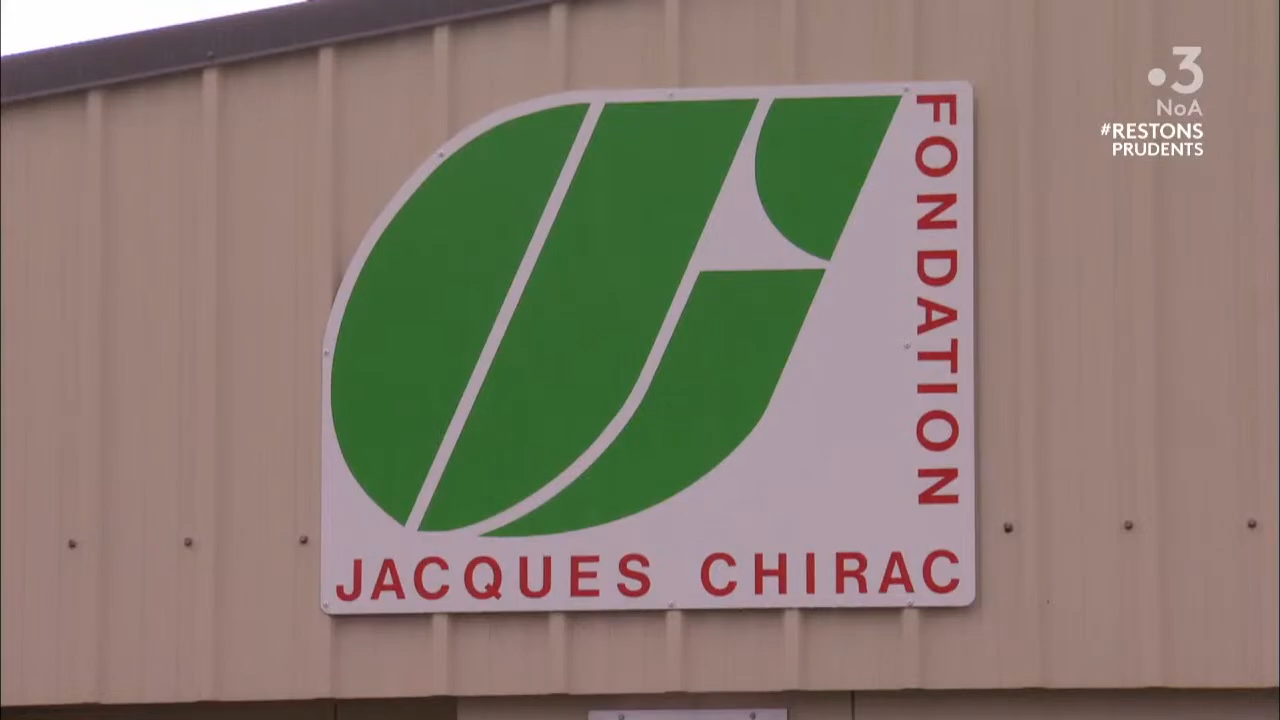 3
NoA
#RESTONS
PRUDENTS
FONDATION
JACQUES CHIRAC